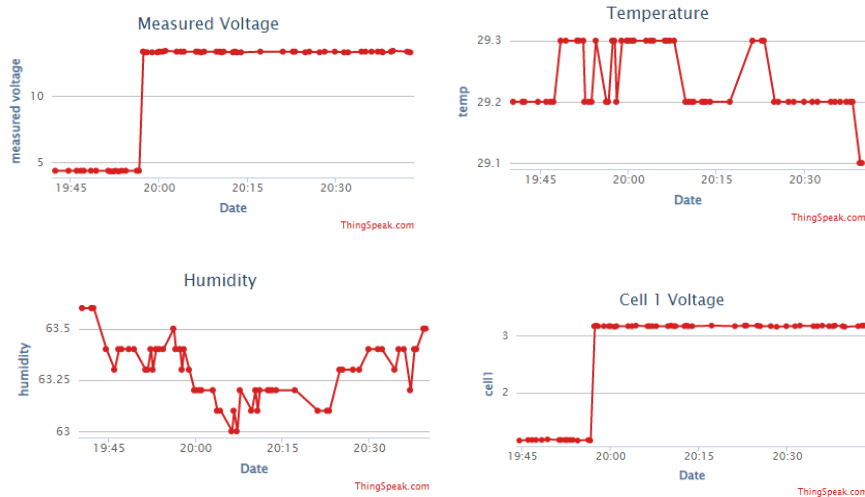 Measured Voltage
measured voltage
10
5
19:45 20:00 20:15 20:30
Date
ThingSpeak.com
Temperature
temp
29.3
29.2
29.1
19:45 20:00 20:15 20:30
Date
ThingSpeak.com
Humidity
humidity
63.5
63.25
63
19:45 20:00 20:15 20:30
Date
ThingSpeak.com
Cell 1 Voltage
cell1
3
2
19:45 20:00 20:15 20:30
Date
ThingSpeak.com